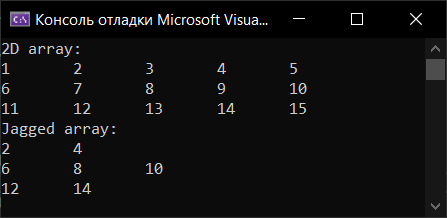 Консоль отладки Microsoft Visua...
2D array:
1 2 3 4 5
6 7 8 9 10
11 12 13 14 15
Jagged array:
2 4
6 8 10
12 14